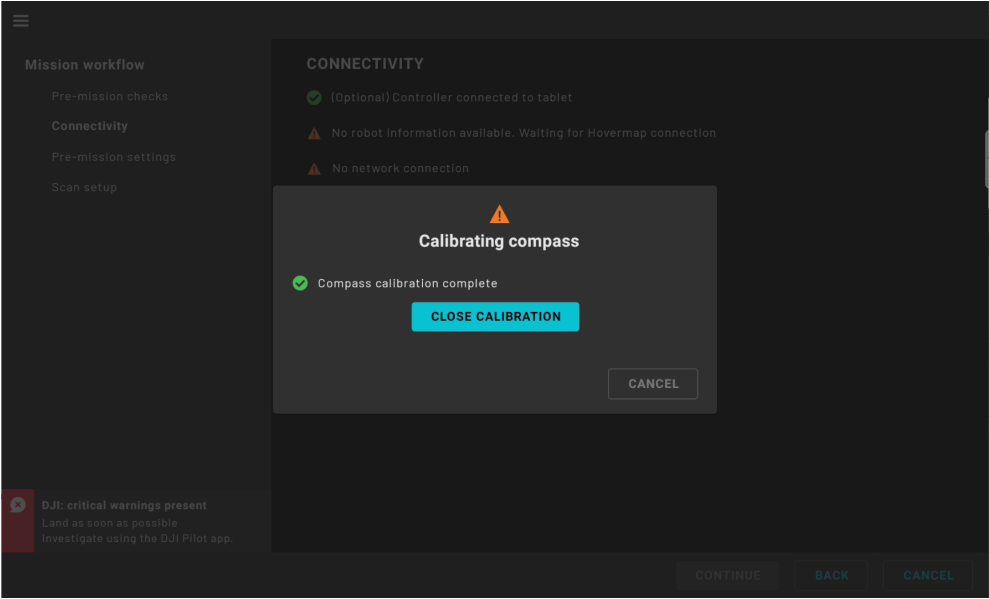 Mission workflow
Pre-mission checks
Connectivity
Pre-mission settings
Scan setup
CONNECTIVITY
(Optional) Controller connected to tablet
No robot information available. Waiting for Hovermap connection
No network connection
Calibrating compass
Compass calibration complete
CLOSE CALIBRATION
CANCEL
DJI: critical warnings present
Land as soon as possible
Investigate using the DJI Pilot app.
CONTINUE
BACK
CANCEL